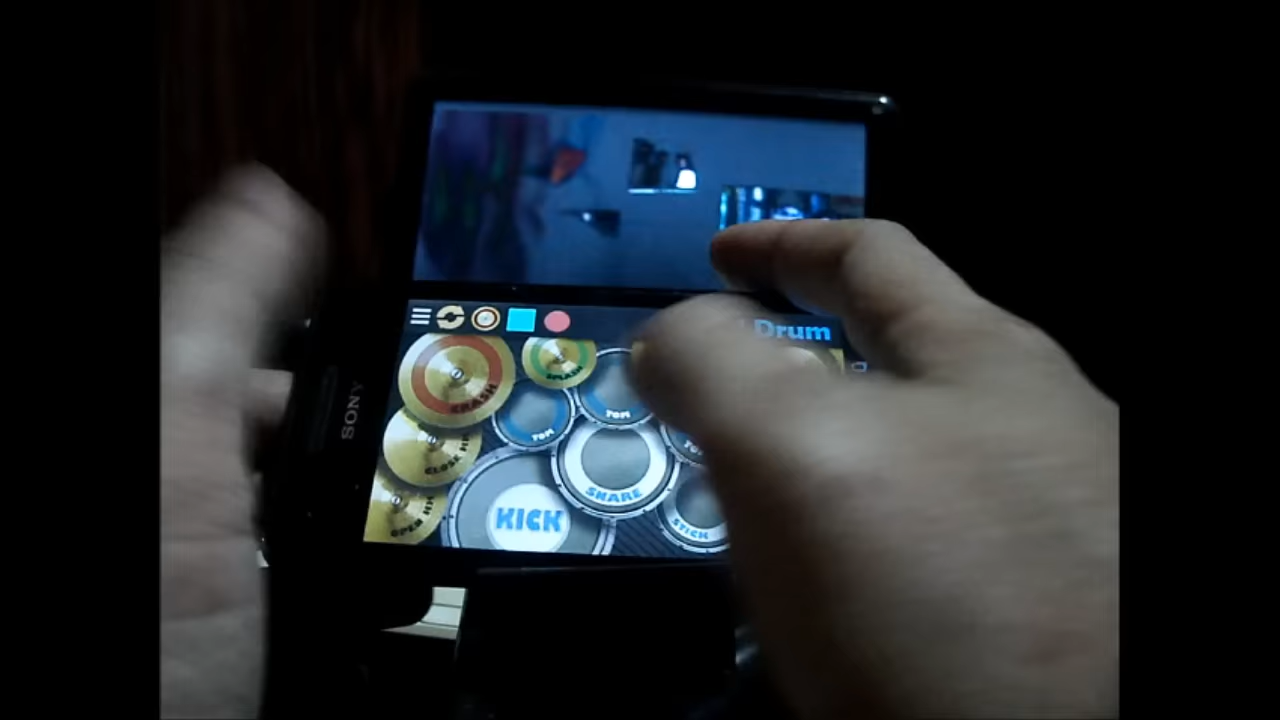 SONY
Drum
CRASH
SPLASH
TOM
TOM
CLOSE HH
SNARE
OPEN HH
KICK
STICK